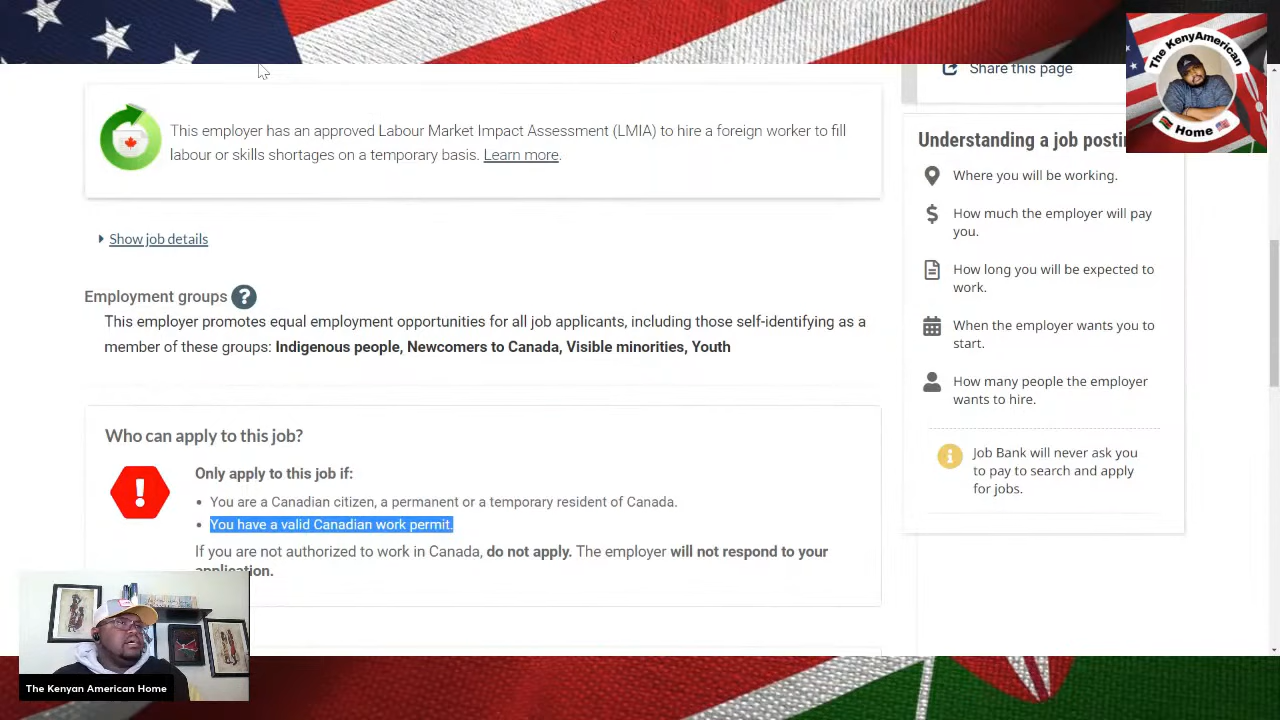 The KenyAmerican
Home
Share this page
This employer has an approved Labour Market Impact Assessment (LMIA) to hire a foreign worker to fill
labour or skills shortages on a temporary basis. Learn more.
Show job details
Employment groups ?
This employer promotes equal employment opportunities for all job applicants, including those self-identifying as a
member of these groups: Indigenous people, Newcomers to Canada, Visible minorities, Youth
Who can apply to this job?
Only apply to this job if:
• You are a Canadian citizen, a permanent or a temporary resident of Canada.
• You have a valid Canadian work permit.
If you are not authorized to work in Canada, do not apply. The employer will not respond to your
application.
Understanding a job posti
Where you will be working.
How much the employer will pay
you.
How long you will be expected to
work.
When the employer wants you to
start.
How many people the employer
wants to hire.
Job Bank will never ask you
to pay to search and apply
for jobs.
The Kenyan American Home